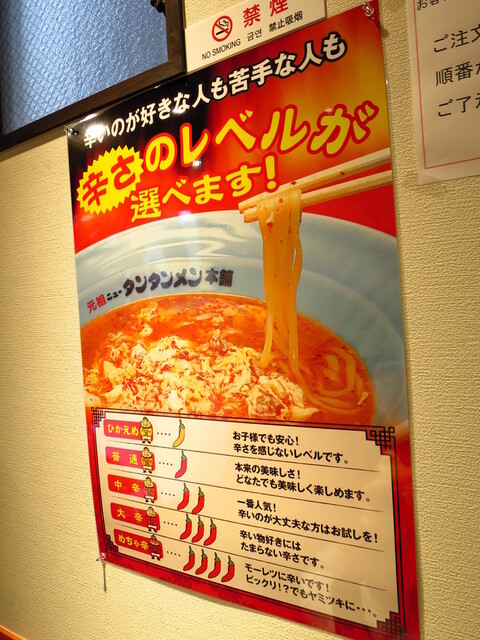 禁煙
NO SMOKING 금연 禁止吸烟
ご注文
順番
ご了
辛いのが好きな人も苦手な人も
辛さのレベルが
選べます!
元祖ニュータンタンメン本舗
ひかえめ
お子様でも安心!
辛さを感じないレベルです。
普通
本来の美味しさ!
どなたでも美味しく楽しめます。
中辛
一番人気!
辛いのが大丈夫な方はお試しを!
大辛
辛い物好きには
たまらない辛さです。
めちゃ辛
モーレツに辛いです!
ビックリ!?でもヤミツキに・・・。